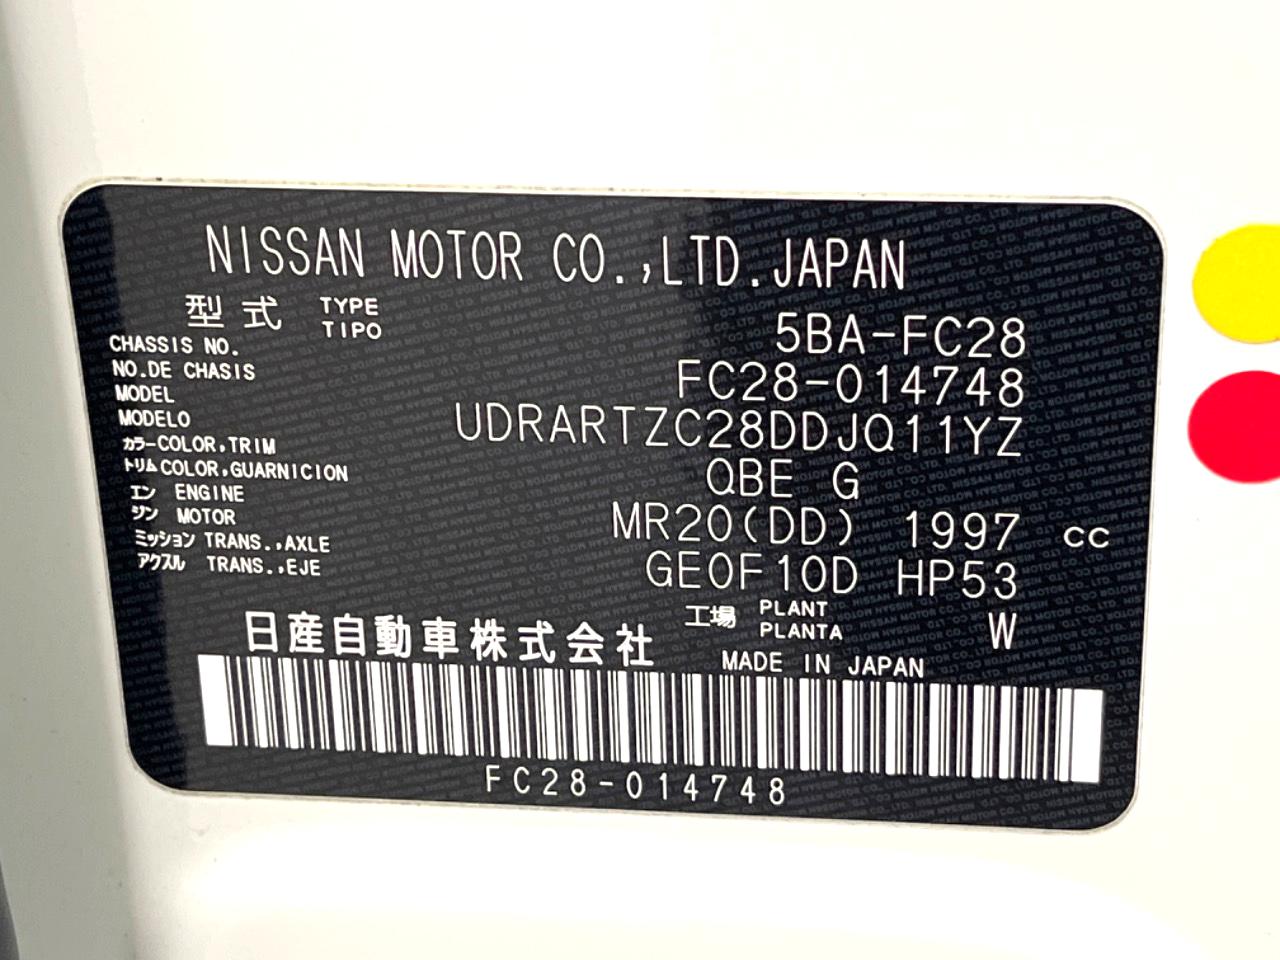 NISSAN MOTOR CO.,LTD.JAPAN
型式 TYPE
TIPO
5BA-FC28
CHASSIS NO.
NO.DE CHASIS
FC28-014748
MODEL
MODELO
UDRARTZC28DDJQ11YZ
カラーCOLOR,TRIM
トリムCOLOR,GUARNICION
QBE G
エン ENGINE
ジン MOTOR
MR20(DD) 1997 cc
ミッション TRANS.,AXLE
アクスル TRANS.,EJE
GE0F10D HP53
工場 PLANT
PLANTA
W
日産自動車株式会社
MADE IN JAPAN
FC28-014748